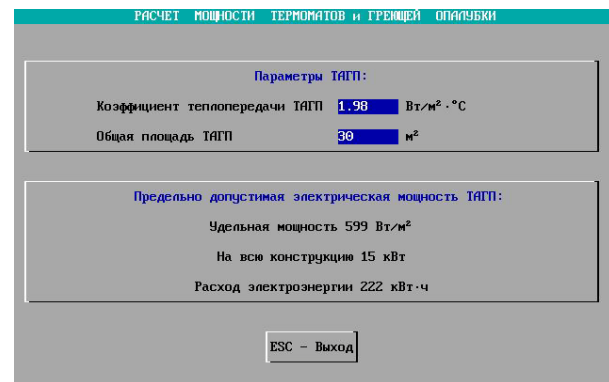 РАСЧЕТ МОЩНОСТИ ТЕРМОМАТОВ и ГРЕЮЩЕЙ ОПАЛУБКИ
Параметры ТАГП:
Коэффициент теплопередачи ТАГП 1.98 Вт/м²·°С
Общая площадь ТАГП 30 м²
Предельно допустимая электрическая мощность ТАГП:
Удельная мощность 599 Вт/м²
На всю конструкцию 15 кВт
Расход электроэнергии 222 кВт·ч
ESC - Выход